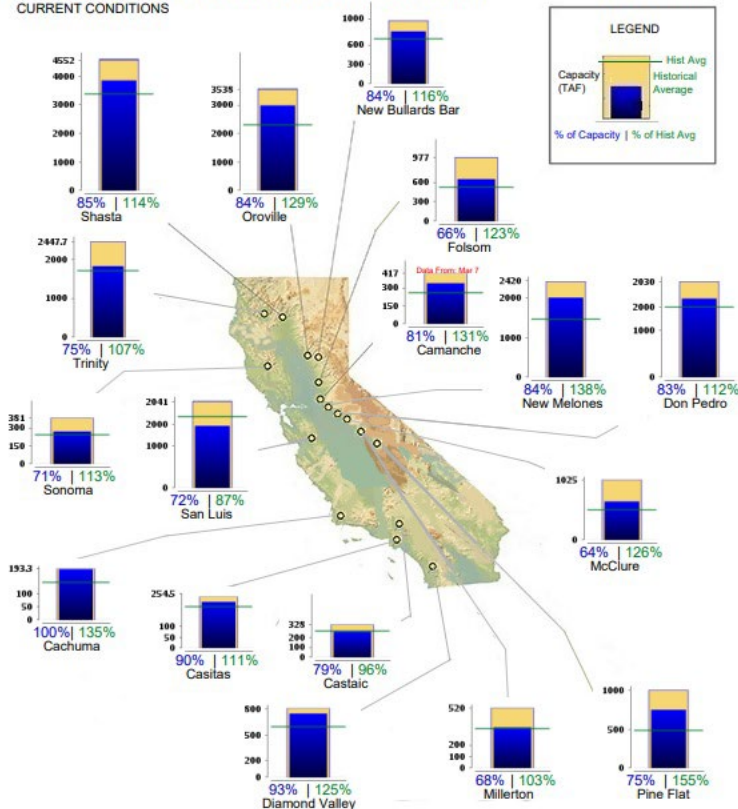 CURRENT CONDITIONS
LEGEND
Hist Avg
Capacity
(TAF)
Historical
Average
% of Capacity | % of Hist Avg
1000
600
300
0
84% | 116%
New Bullards Bar
4552
4000
3000
2000
1000
0
85% | 114%
Shasta
3535
3000
2000
1000
0
84% | 129%
Oroville
977
600
300
0
66% | 123%
Folsom
2447.7
2000
1000
0
75% | 107%
Trinity
Data From: Mar 7
417
300
150
0
81% | 131%
Camanche
2420
2000
1000
0
84% | 138%
New Melones
2030
2000
1000
0
83% | 112%
Don Pedro
381
300
150
0
71% | 113%
Sonoma
2041
2000
1000
0
72% | 87%
San Luis
1025
0
64% | 126%
McClure
193.3
100
50
0
100%| 135%
Cachuma
254.5
100
50
0
90% | 111%
Casitas
325
200
100
0
79% | 96%
Castaic
800
500
200
0
93% | 125%
Diamond Valley
520
200
100
0
68% | 103%
Millerton
1000
500
0
75% | 155%
Pine Flat